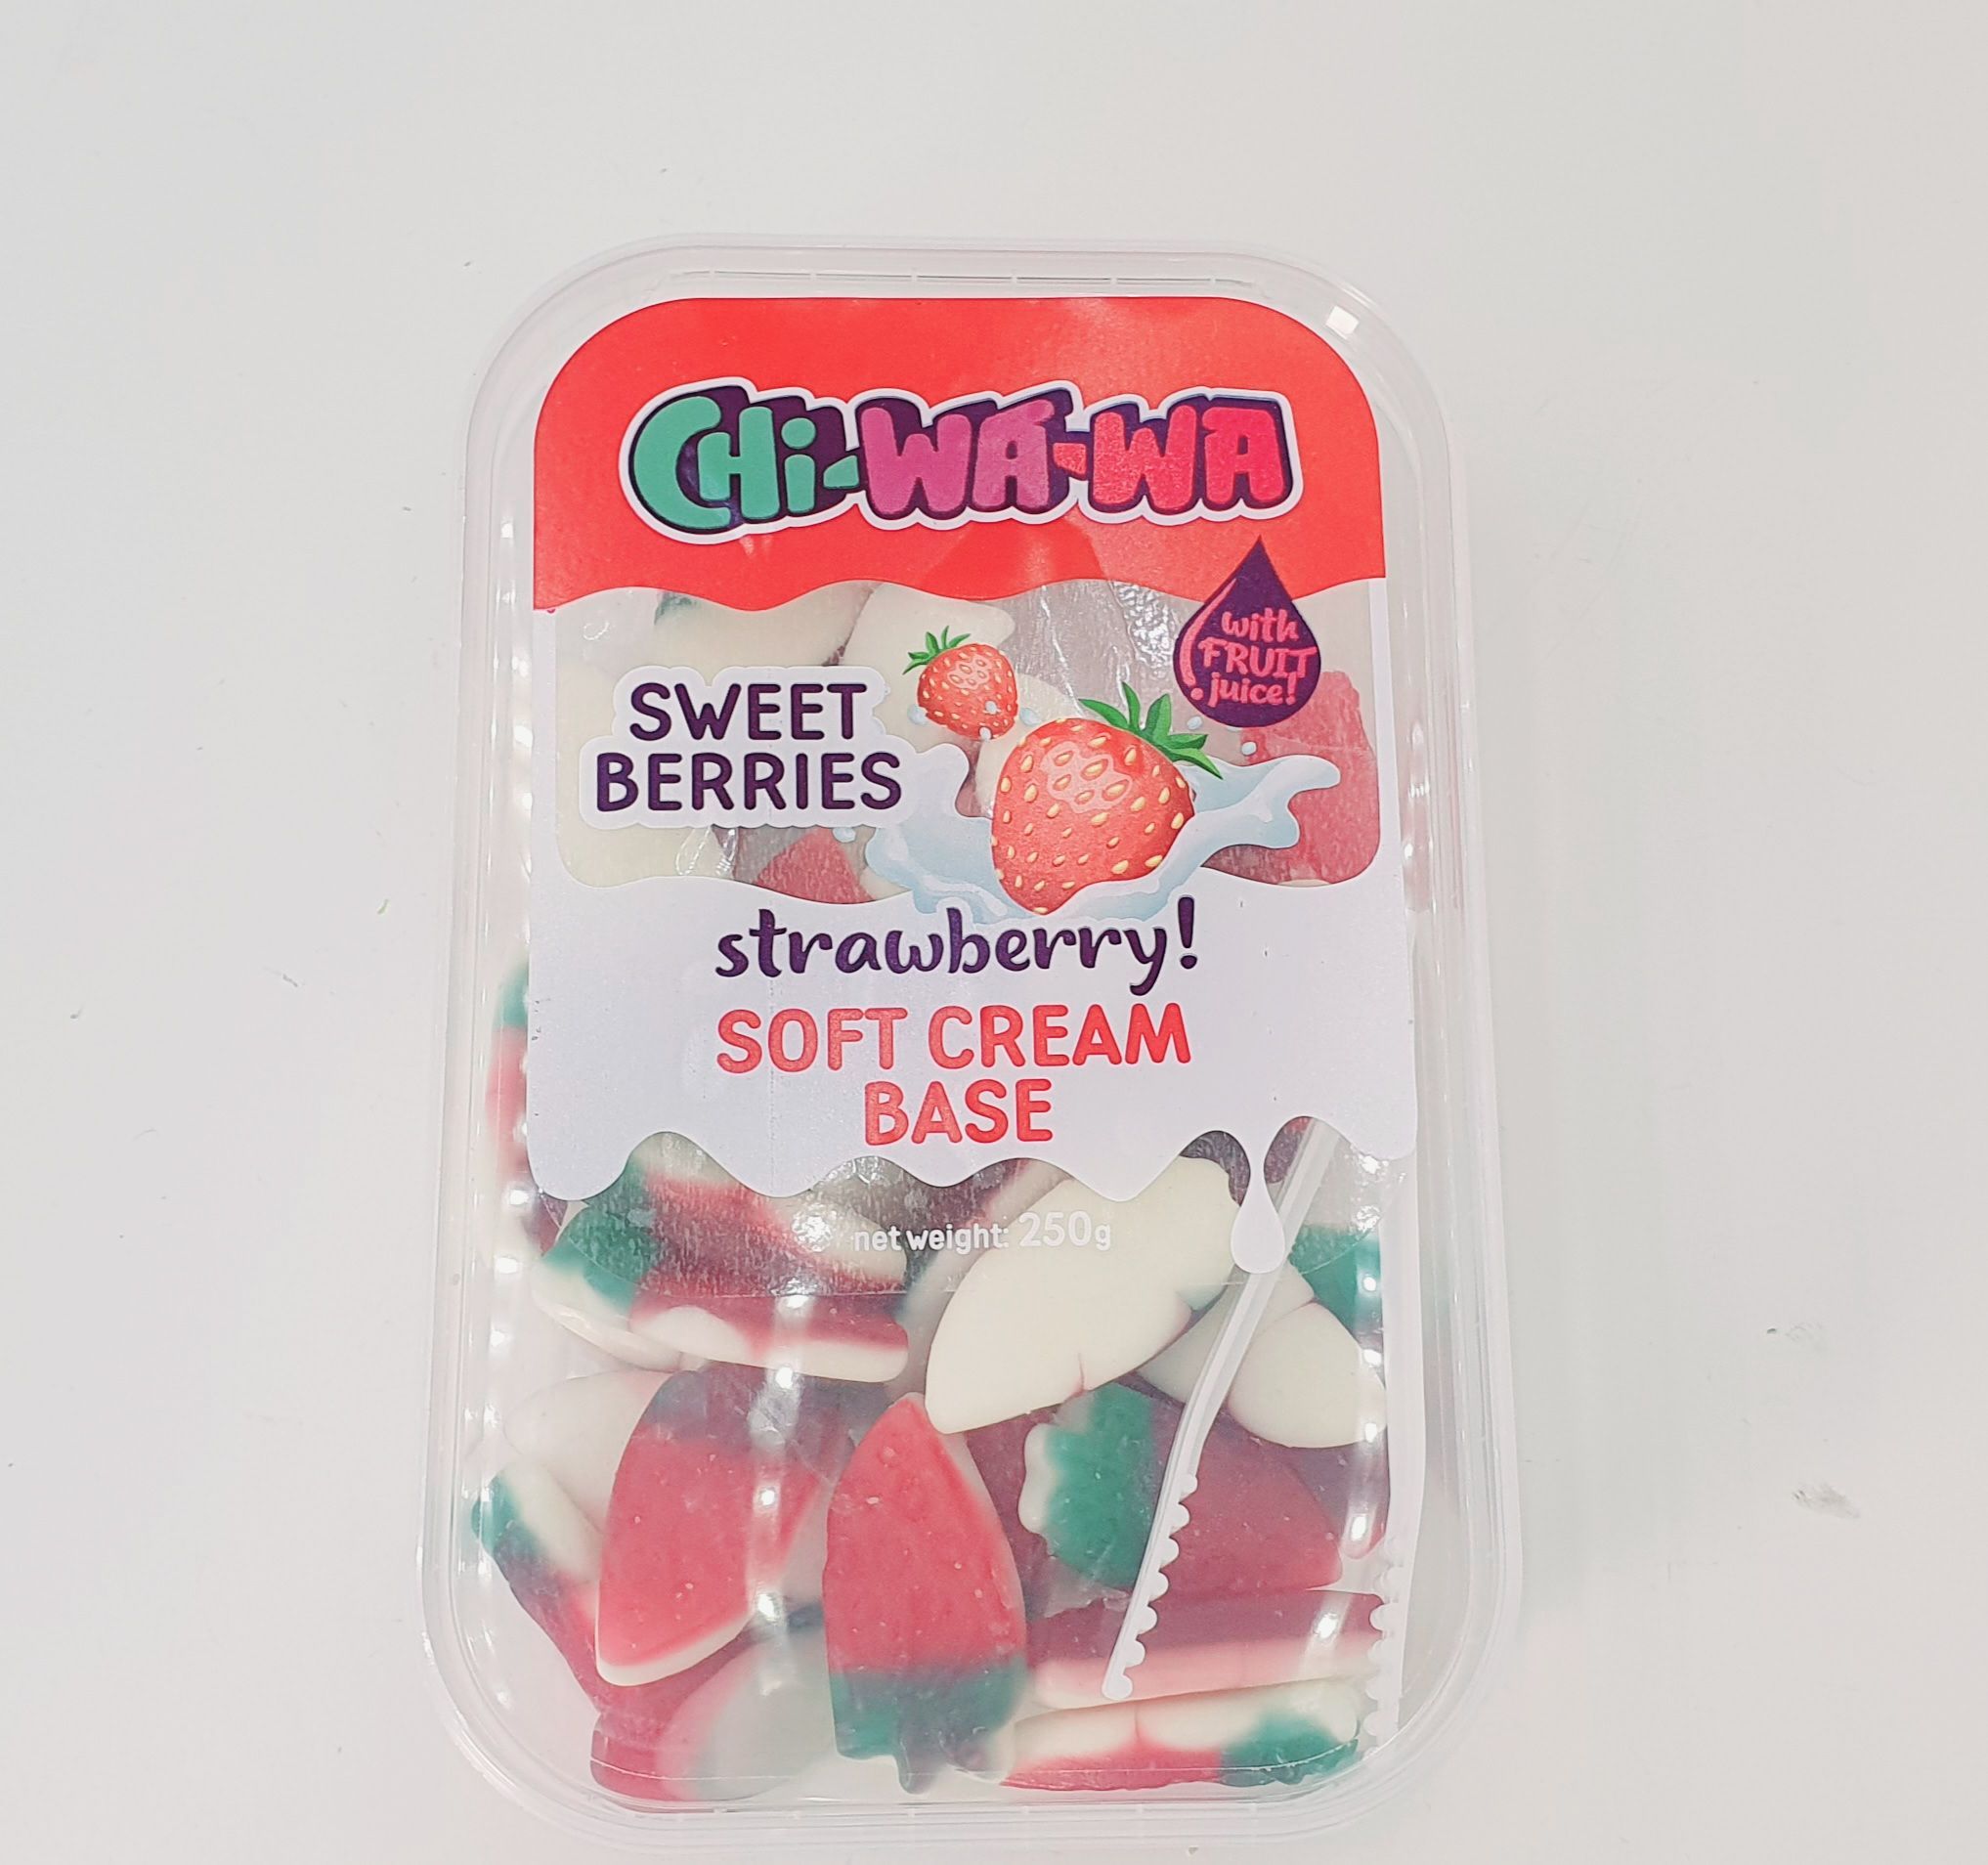 CHi-WA-WA
with
FRUIT
juice!
SWEET
BERRIES
strawberry!
SOFT CREAM
BASE
net weight: 250g